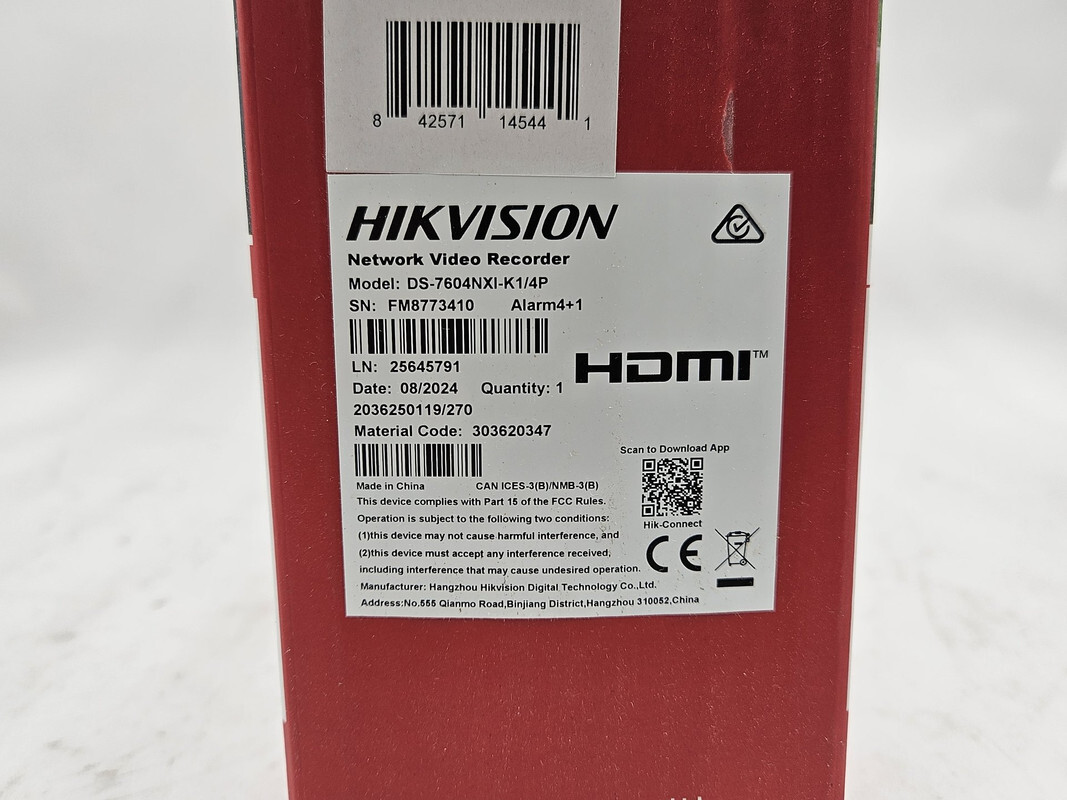 8 42571 14544 1
HIKVISION
Network Video Recorder
Model: DS-7604NXI-K1/4P
SN: FM8773410 Alarm4+1
LN: 25645791
HDMI™
Date: 08/2024 Quantity: 1
2036250119/270
Material Code: 303620347
Scan to Download App
Made in China CAN ICES-3(B)/NMB-3(B)
This device complies with Part 15 of the FCC Rules.
Operation is subject to the following two conditions:
Hik-Connect
(1)this device may not cause harmful interference, and
(2)this device must accept any interference received,
CE
including interference that may cause undesired operation.
Manufacturer: Hangzhou Hikvision Digital Technology Co.,Ltd.
Address:No.555 Qianmo Road,Binjiang District,Hangzhou 310052,China